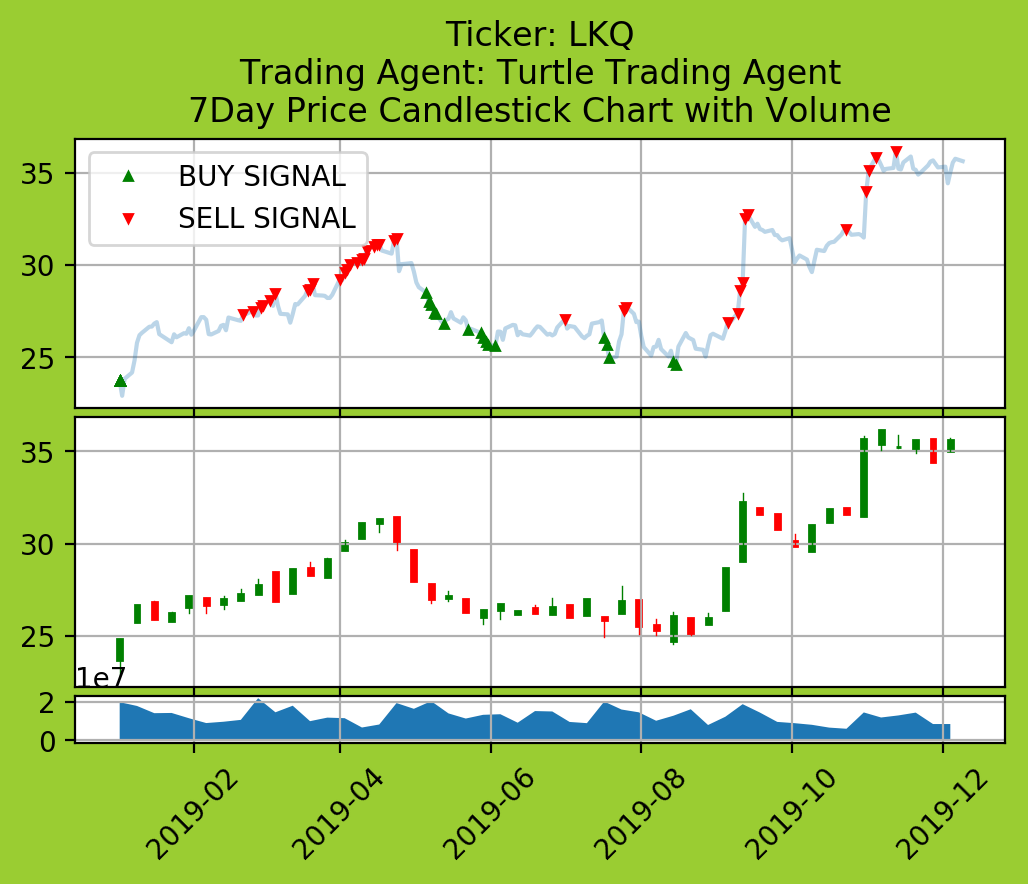 Ticker: LKQ
Trading Agent: Turtle Trading Agent
7Day Price Candlestick Chart with Volume
BUY SIGNAL
SELL SIGNAL
35
30
25
35
30
25
1e7
2
0
2019-02
2019-04
2019-06
2019-08
2019-10
2019-12